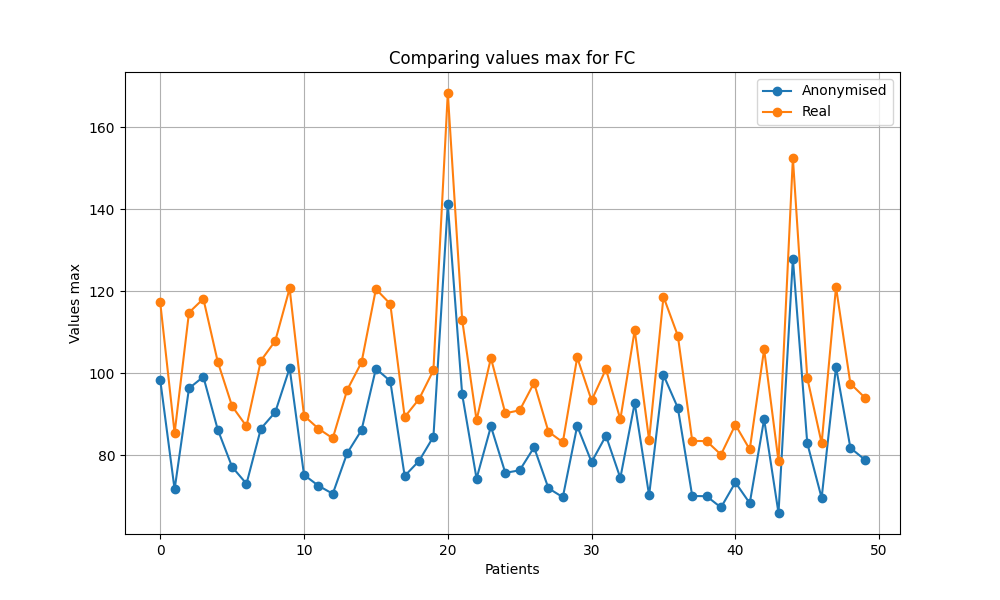 Comparing values max for FC
Anonymised
Real
Values max
160
140
120
100
80
0 10 20 30 40 50
Patients